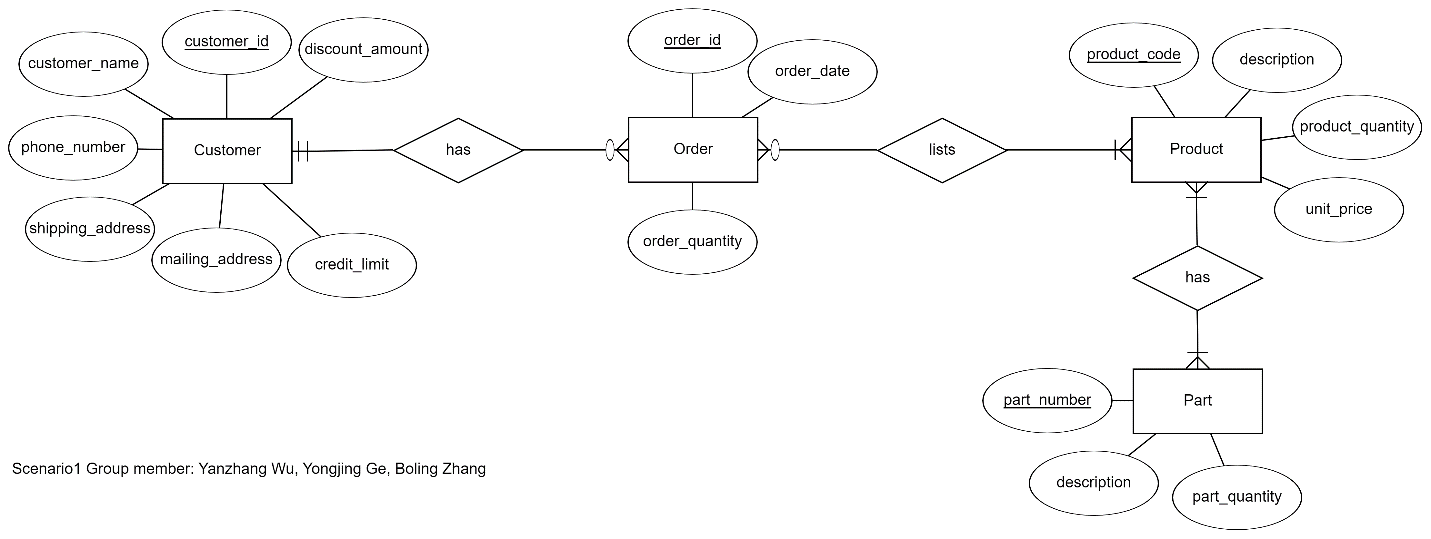 customer_id
discount_amount
customer_name
phone_number
Customer
shipping_address
mailing_address
credit_limit
has
order_id
order_date
Order
order_quantity
lists
product_code
description
product_quantity
Product
unit_price
has
part_number
Part
description
part_quantity
Scenario1 Group member: Yanzhang Wu, Yongjing Ge, Boling Zhang